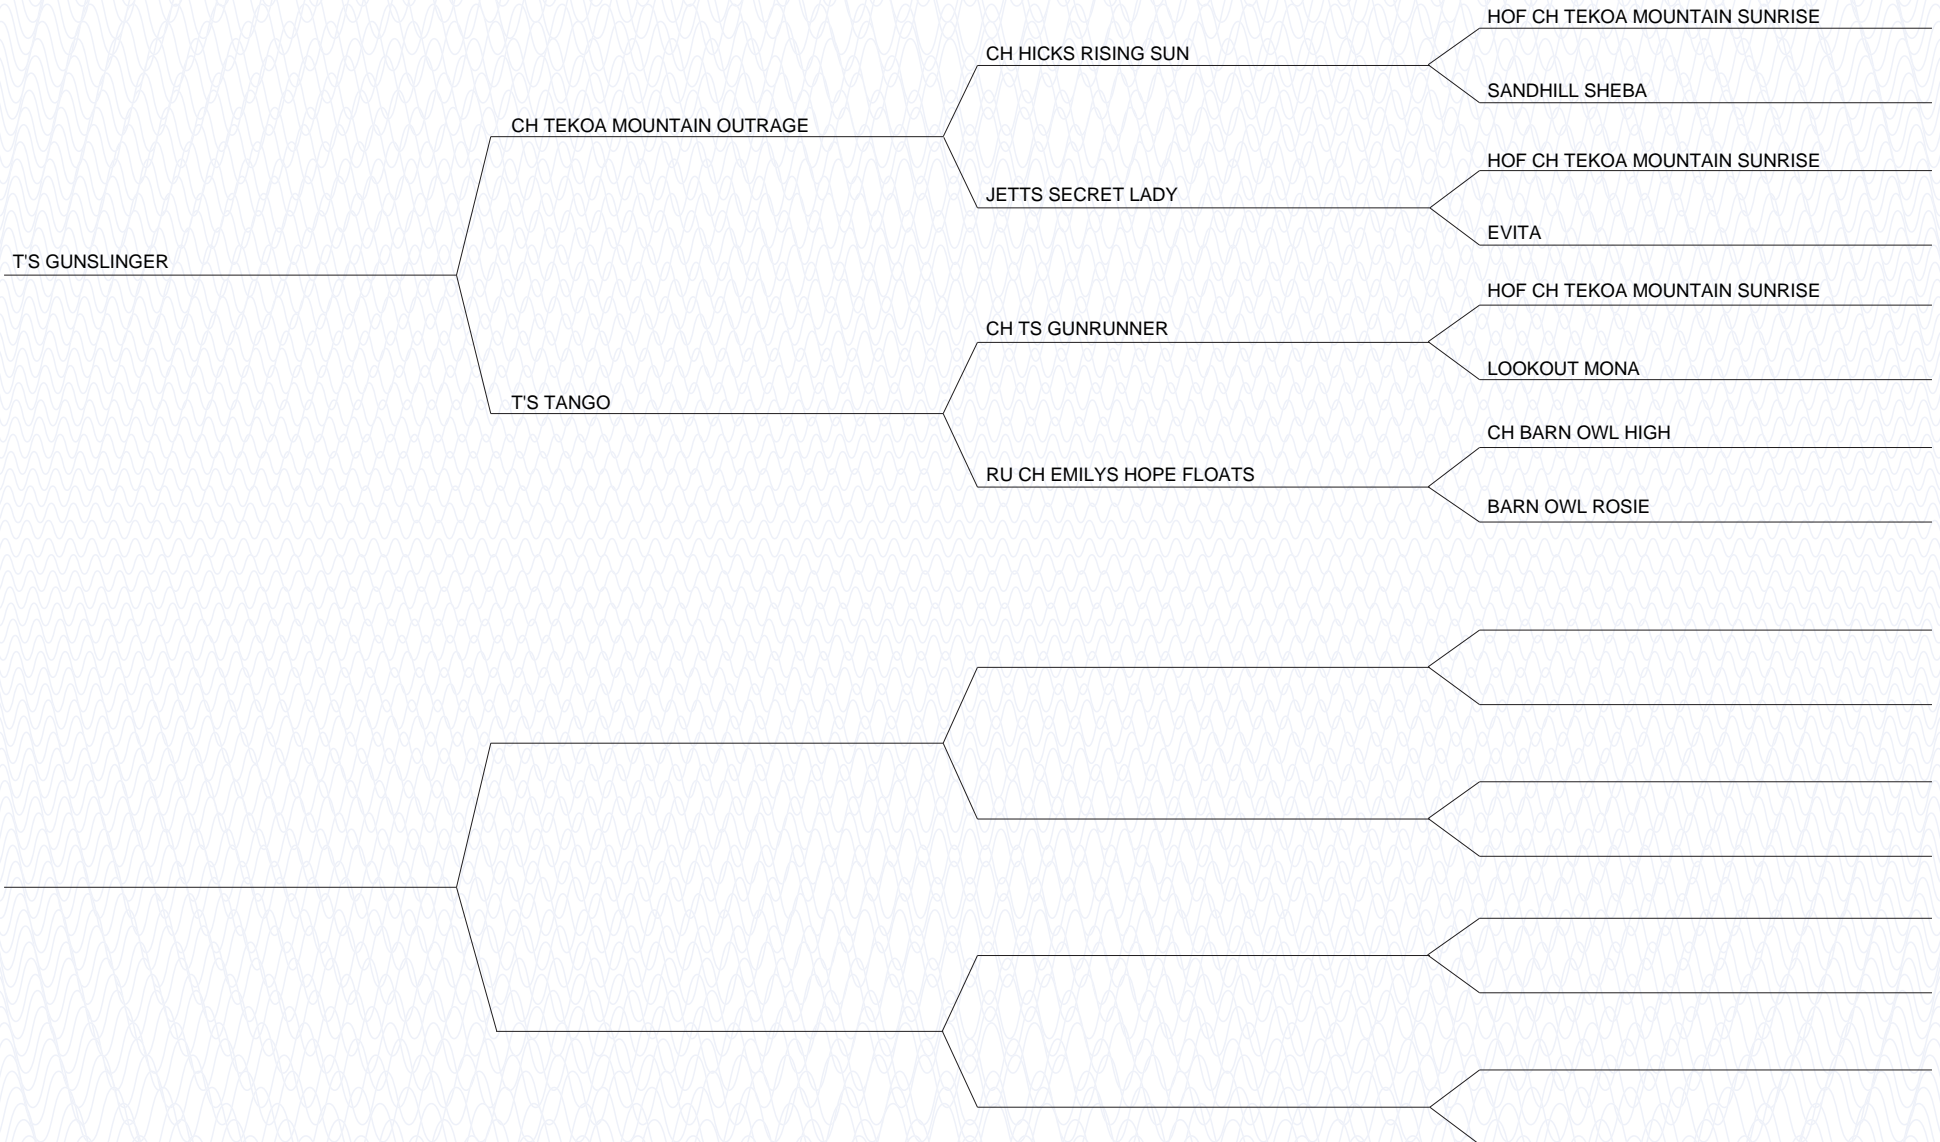 HOF CH TEKOA MOUNTAIN SUNRISE
CH HICKS RISING SUN
SANDHILL SHEBA
CH TEKOA MOUNTAIN OUTRAGE
HOF CH TEKOA MOUNTAIN SUNRISE
JETTS SECRET LADY
EVITA
T'S GUNSLINGER
HOF CH TEKOA MOUNTAIN SUNRISE
CH TS GUNRUNNER
LOOKOUT MONA
T'S TANGO
CH BARN OWL HIGH
RU CH EMILYS HOPE FLOATS
BARN OWL ROSIE